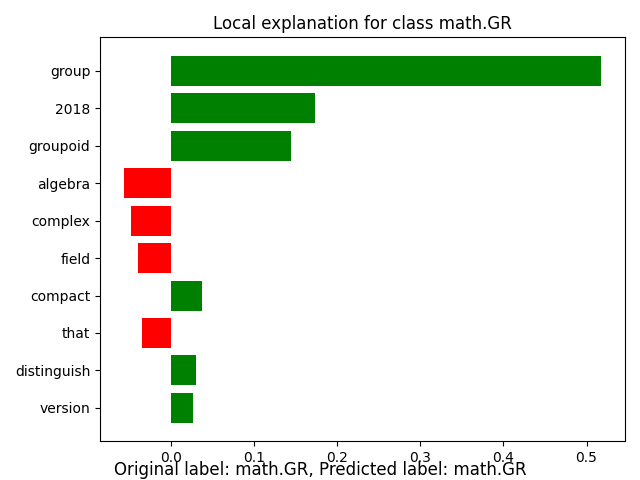 Local explanation for class math.GR
group
2018
groupoid
algebra
complex
field
compact
that
distinguish
version
0.0 0.1 0.2 0.3 0.4 0.5
Original label: math.GR, Predicted label: math.GR